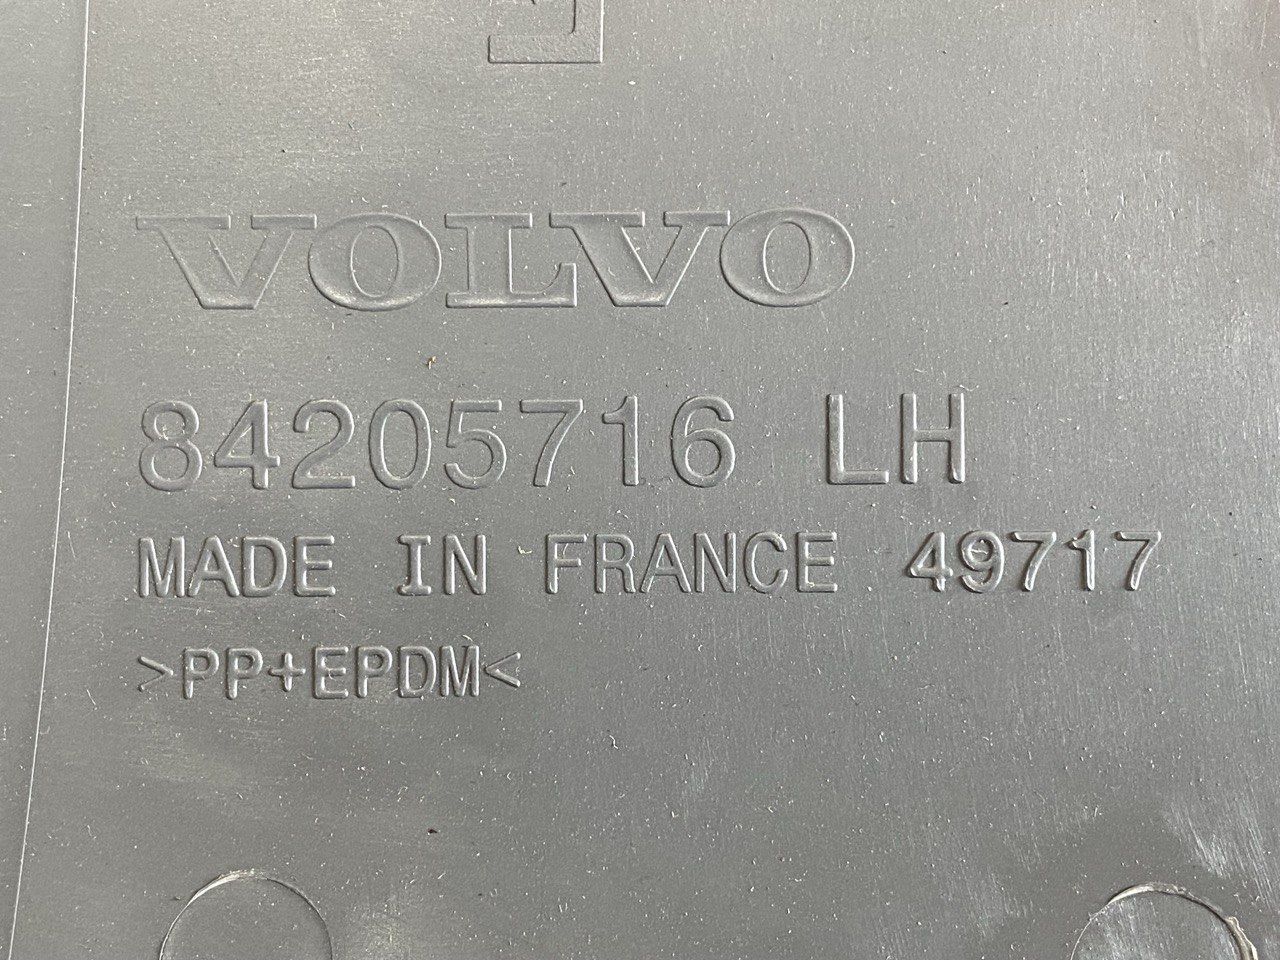 VOLVO
84205716 LH
MADE IN FRANCE 49717
>PP+EPDM<